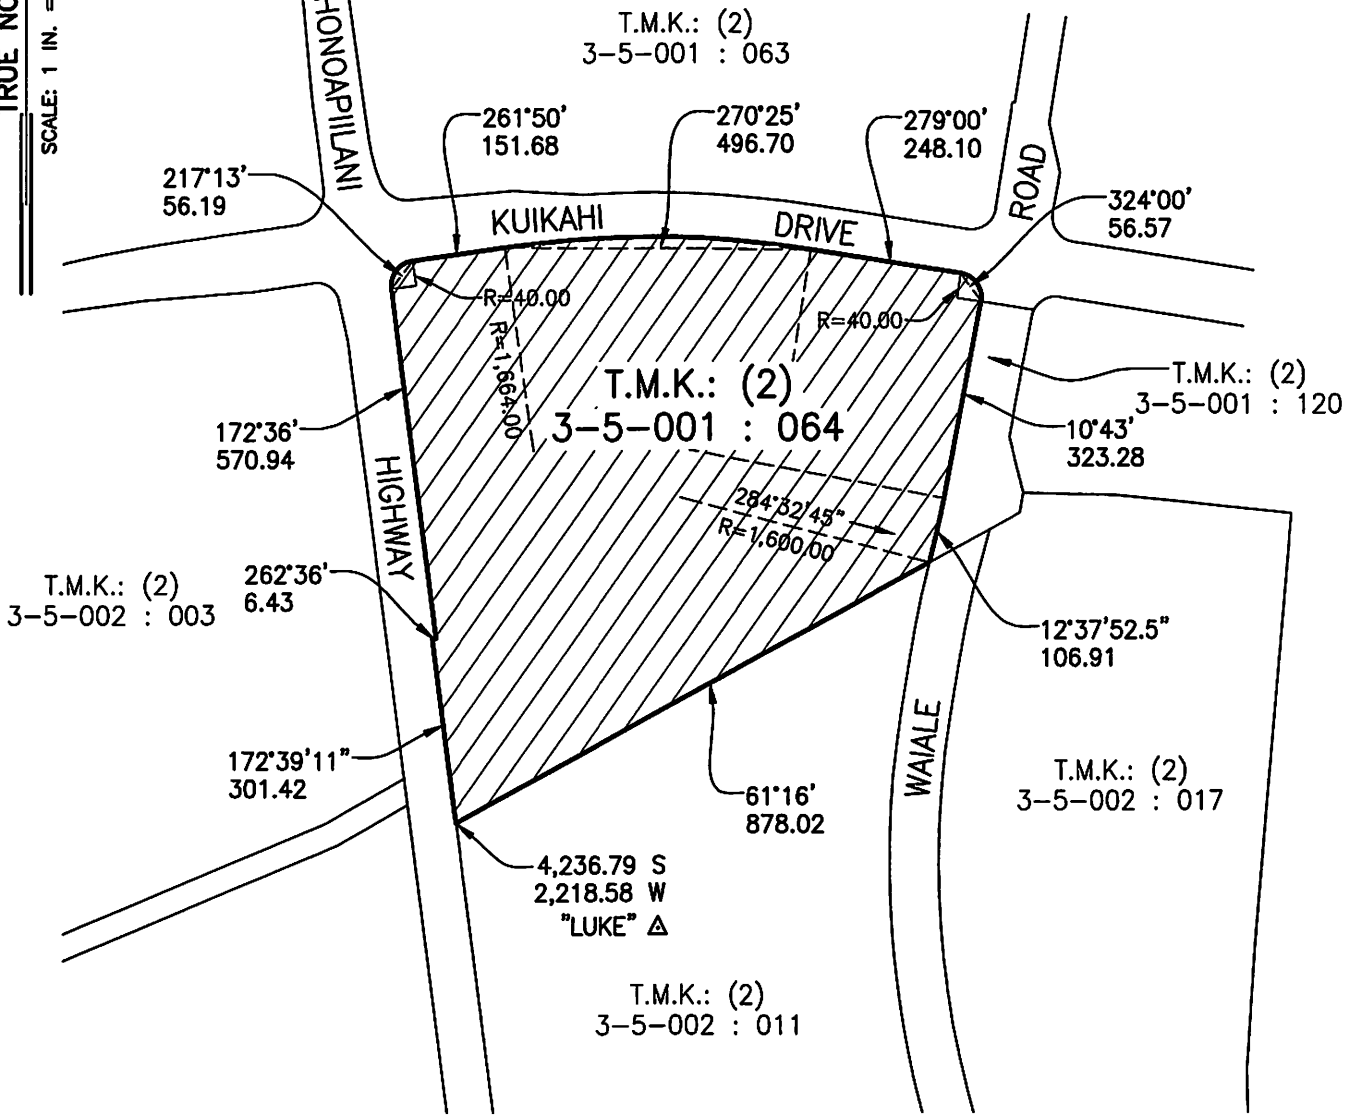 TRUE NO
SCALE: 1 IN. =
HONOAPIILANI
T.M.K.: (2)
3-5-001 : 063
261°50'
151.68
270°25'
496.70
279°00'
248.10
217°13'
56.19
ROAD
324°00'
56.57
KUIKAHI
DRIVE
R=40.00
R=40.00
R=1,664.00
T.M.K.: (2)
3-5-001 : 064
T.M.K.: (2)
3-5-001 : 120
172°36'
570.94
10°43'
323.28
HIGHWAY
284°32'45"
R=1,600.00
T.M.K.: (2)
3-5-002 : 003
262°36'
6.43
12°37'52.5"
106.91
172°39'11"
301.42
61°16'
878.02
WAIALE
T.M.K.: (2)
3-5-002 : 017
4,236.79 S
2,218.58 W
"LUKE"
T.M.K.: (2)
3-5-002 : 011